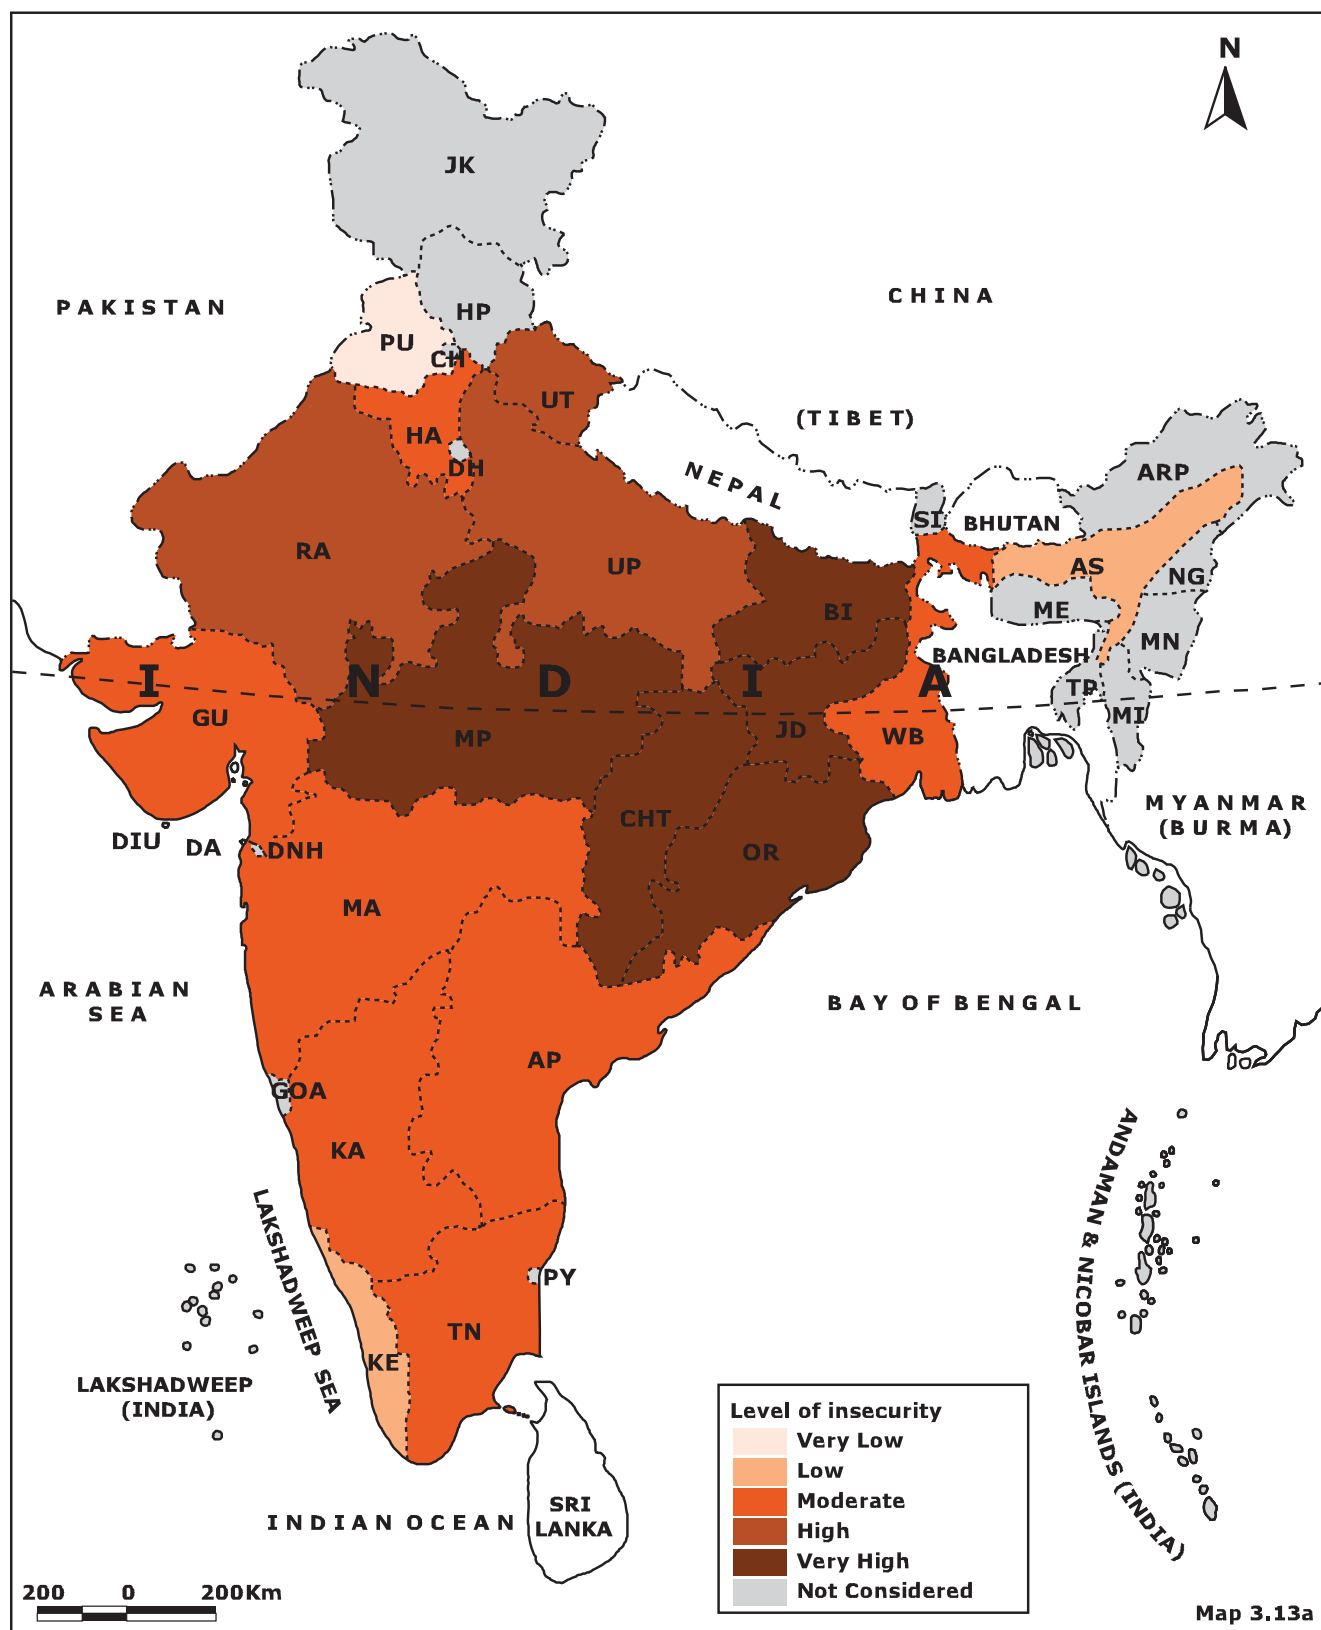 N
JK
PAKISTAN
HP
CHINA
PU
CH
UT
(TIBET)
HA
DH
NEPAL
ARP
SI
BHUTAN
RA
UP
AS
NG
BI
ME
MN
BANGLADESH
I N D I A
TP
GU
MP
JD
WB
MI
CHT
MYANMAR
(BURMA)
DIU
DA
DNH
OR
MA
ARABIAN
SEA
BAY OF BENGAL
AP
GOA
KA
LAKSHADWEEP SEA
ANDAMAN & NICOBAR ISLANDS (INDIA)
PY
TN
KE
LAKSHADWEEP
(INDIA)
Level of insecurity
Very Low
Low
Moderate
High
Very High
Not Considered
INDIAN OCEAN
SRI
LANKA
200 0 200Km
Map 3.13a